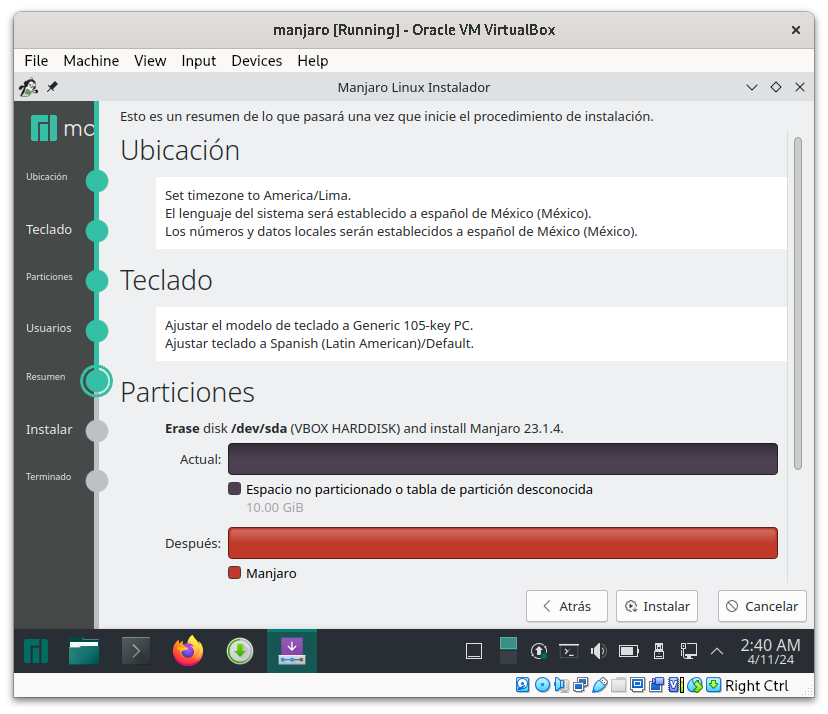 manjaro [Running] - Oracle VM VirtualBox
File Machine View Input Devices Help
Manjaro Linux Instalador
Esto es un resumen de lo que pasará una vez que inicie el procedimiento de instalación.
Ubicación
Teclado
Particiones
Usuarios
Resumen
Instalar
Terminado
Ubicación
Set timezone to America/Lima.
El lenguaje del sistema será establecido a español de México (México).
Los números y datos locales serán establecidos a español de México (México).
Teclado
Ajustar el modelo de teclado a Generic 105-key PC.
Ajustar teclado a Spanish (Latin American)/Default.
Particiones
Erase disk /dev/sda (VBOX HARDDISK) and install Manjaro 23.1.4.
Actual:
Espacio no particionado o tabla de partición desconocida
10.00 GiB
Después:
Manjaro
Atrás
Instalar
Cancelar
2:40 AM
4/11/24
Right Ctrl